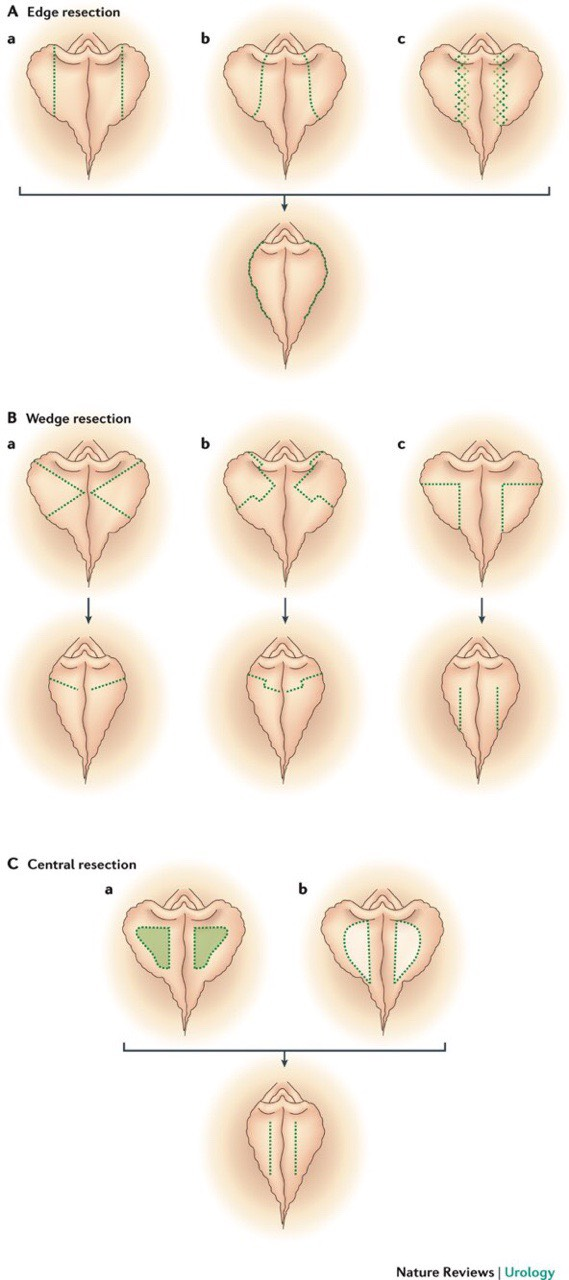 A Edge resection
a b c
B Wedge resection
a b c
C Central resection
a b
Nature Reviews | Urology